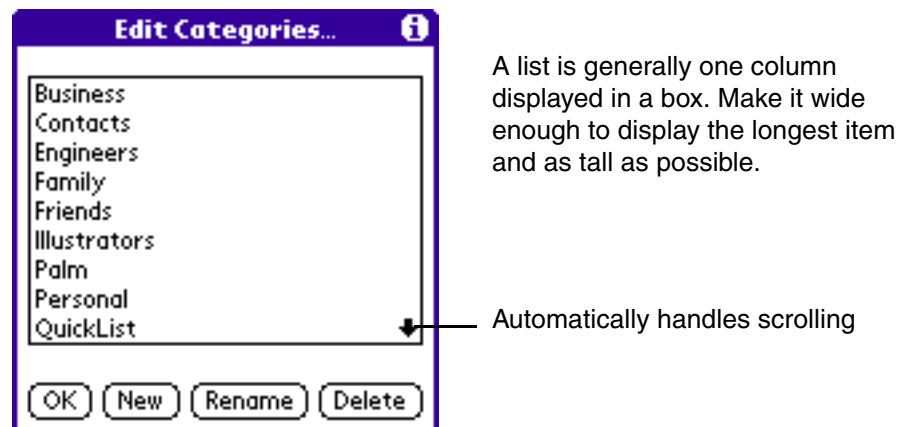 Edit Categories...
Business
Contacts
Engineers
Family
Friends
Illustrators
Palm
Personal
QuickList
OK New Rename Delete
A list is generally one column
displayed in a box. Make it wide
enough to display the longest item
and as tall as possible.
Automatically handles scrolling